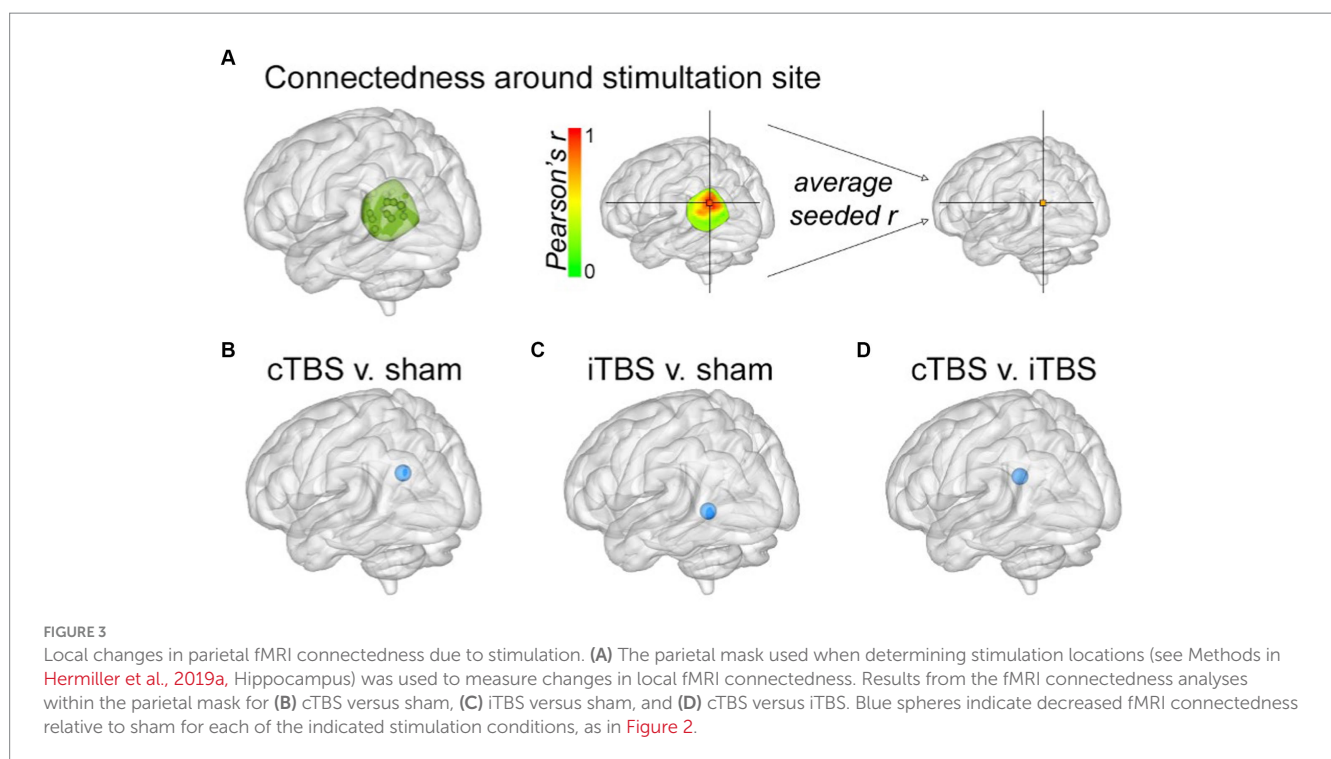 A
Connectedness around stimultation site
Pearson's r
1
0
average
seeded r
B
cTBS v. sham
C
iTBS v. sham
D
cTBS v. iTBS
FIGURE 3
Local changes in parietal fMRI connectedness due to stimulation. (A) The parietal mask used when determining stimulation locations (see Methods in
Hermiller et al., 2019a, Hippocampus) was used to measure changes in local fMRI connectedness. Results from the fMRI connectedness analyses
within the parietal mask for (B) cTBS versus sham, (C) iTBS versus sham, and (D) cTBS versus iTBS. Blue spheres indicate decreased fMRI connectedness
relative to sham for each of the indicated stimulation conditions, as in Figure 2.